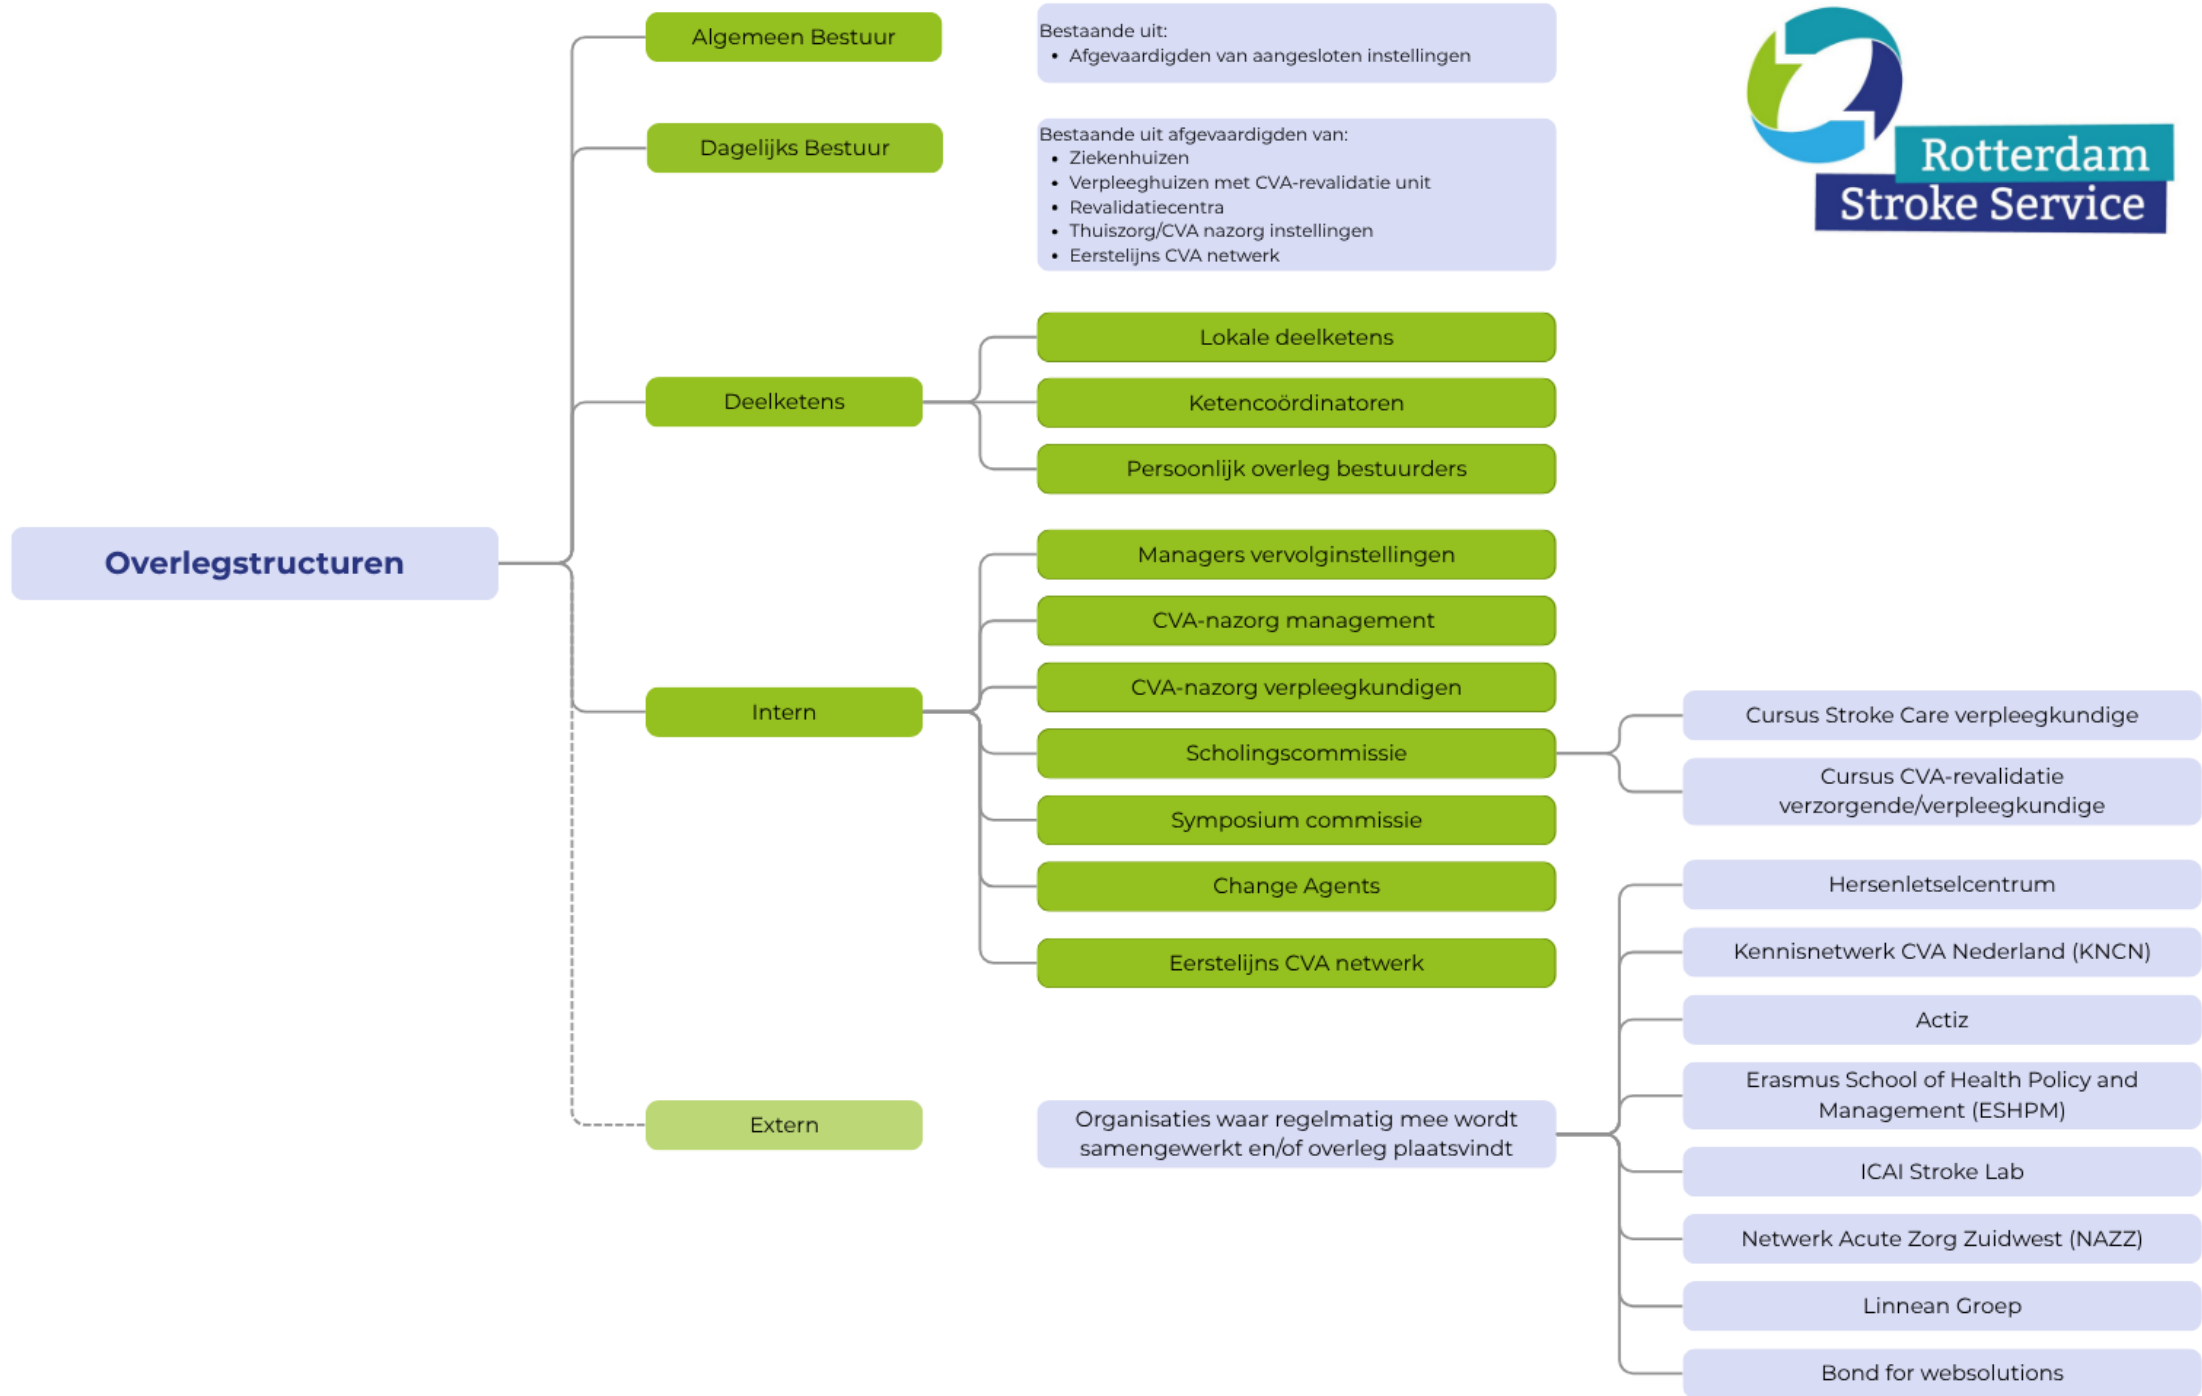 Algemeen Bestuur
Bestaande uit:
• Afgevaardigden van aangesloten instellingen
Rotterdam
Stroke Service
Dagelijks Bestuur
Bestaande uit afgevaardigden van:
• Ziekenhuizen
• Verpleeghuizen met CVA-revalidatie unit
• Revalidatiecentra
• Thuiszorg/CVA nazorg instellingen
• Eerstelijns CVA netwerk
Overlegstructuren
Deelketens
Lokale deelketens
Ketencoördinatoren
Persoonlijk overleg bestuurders
Intern
Managers vervolginstellingen
CVA-nazorg management
CVA-nazorg verpleegkundigen
Scholingscommissie
Cursus Stroke Care verpleegkundige
Cursus CVA-revalidatie
verzorgende/verpleegkundige
Symposium commissie
Change Agents
Eerstelijns CVA netwerk
Extern
Organisaties waar regelmatig mee wordt
samengewerkt en/of overleg plaatsvindt
Hersenletselcentrum
Kennisnetwerk CVA Nederland (KNCN)
Actiz
Erasmus School of Health Policy and
Management (ESHPM)
ICAI Stroke Lab
Netwerk Acute Zorg Zuidwest (NAZZ)
Linnean Groep
Bond for websolutions